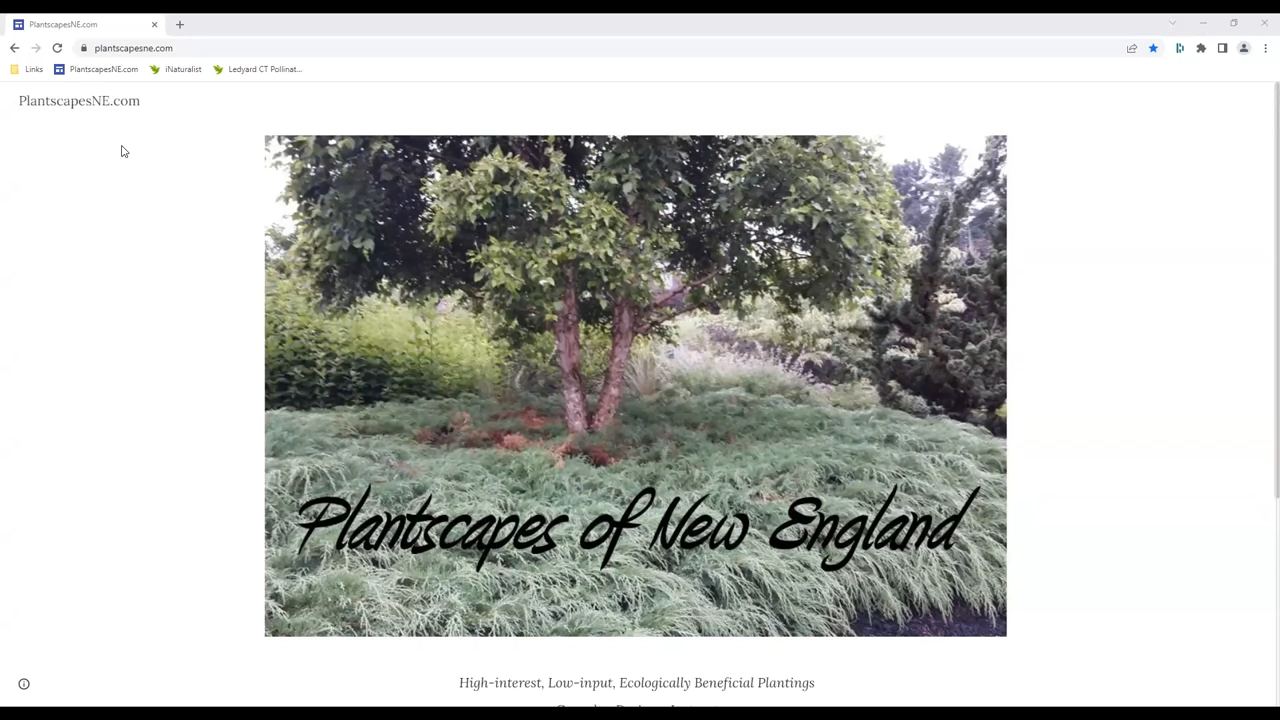 PlantscapesNE.com
plantscapesne.com
Links PlantscapesNE.com iNaturalist Ledyard CT Pollinat...
PlantscapesNE.com
Plantscapes of New England
High-interest, Low-input, Ecologically Beneficial Plantings